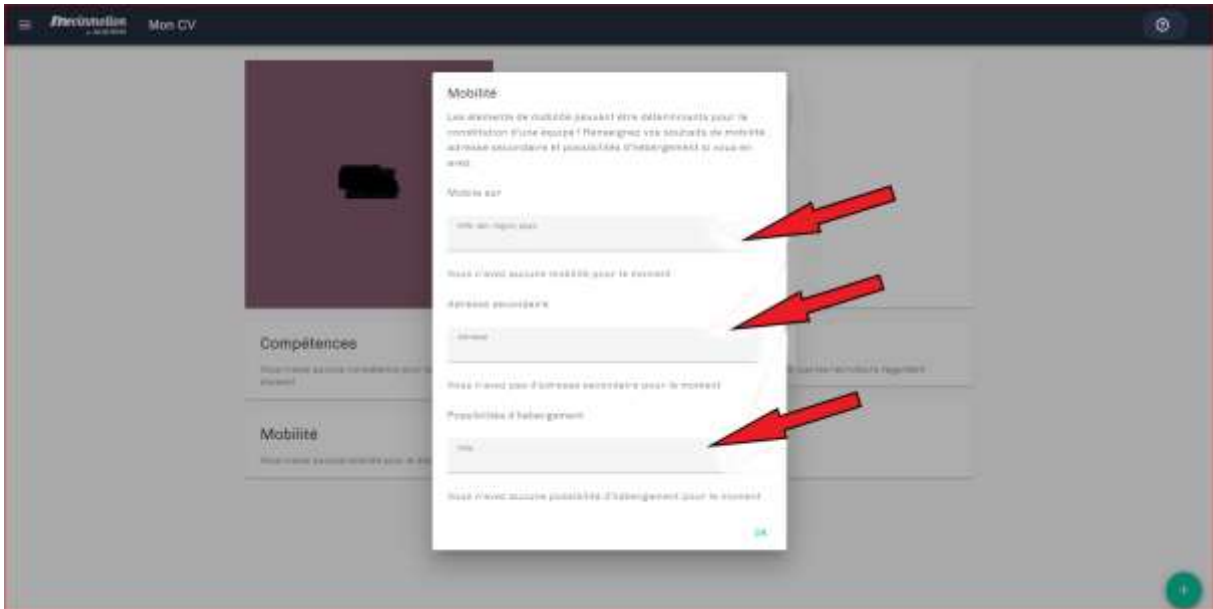 Mon CV
Mobilité
Les éléments de mobilité peuvent être déterminants pour la
constitution d'une équipe ! Renseignez vos souhaits de mobilité
adresse secondaire et possibilités d'hébergement si vous en
avez
Mobile sur
Vous n'avez aucune mobilité pour le moment
Adresse secondaire
Adresse
Vous n'avez pas d'adresse secondaire pour le moment
Possibilités d'hébergement
Ville
Vous n'avez aucune possibilité d'hébergement pour le moment
OK
Compétences
Mobilité